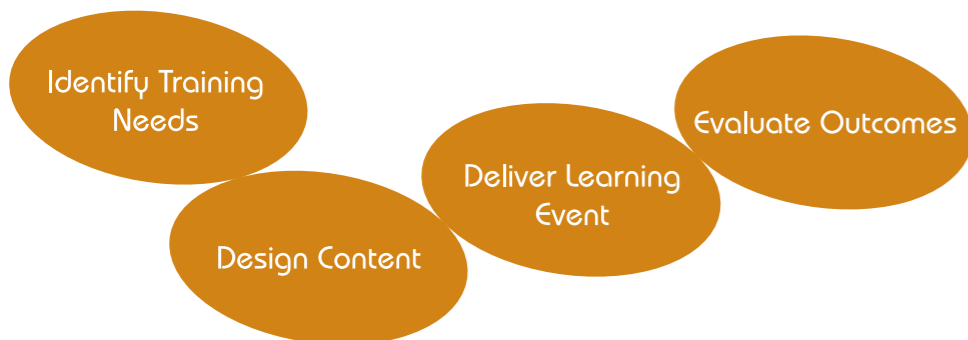 Identify Training
Needs
Design Content
Deliver Learning
Event
Evaluate Outcomes